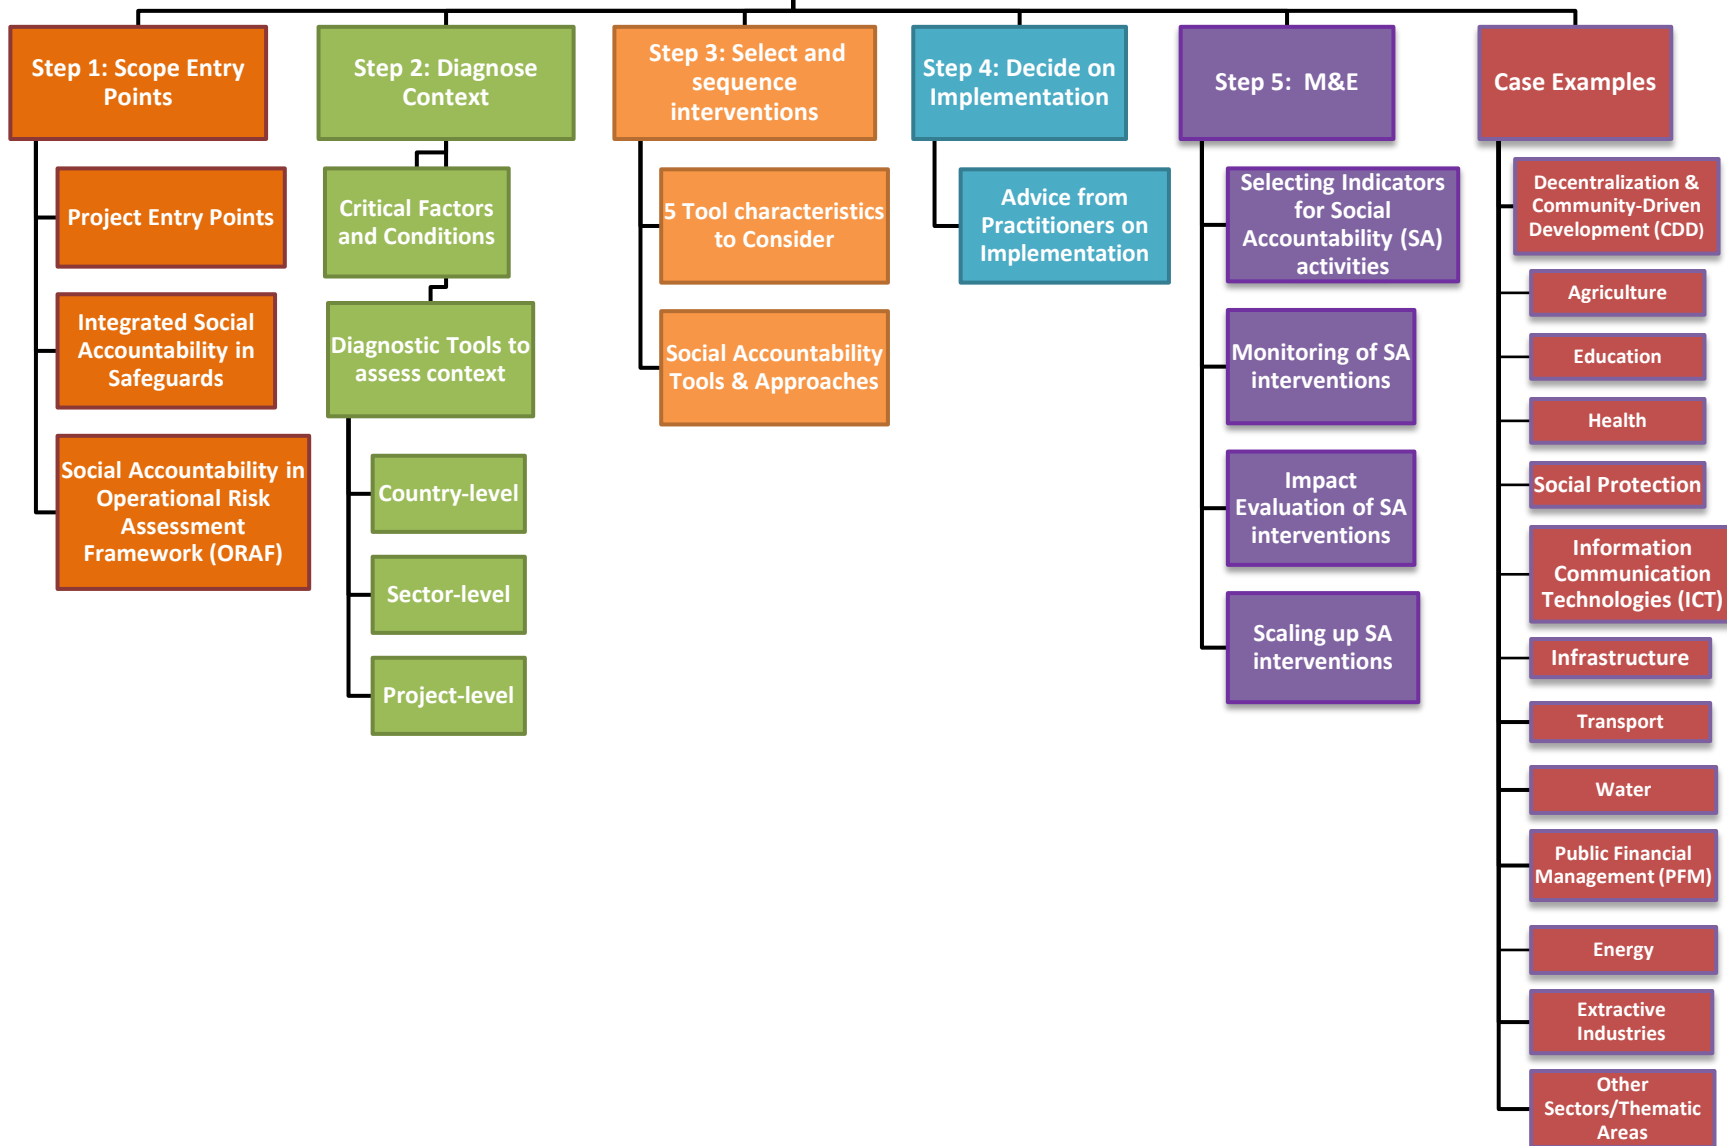 Step 1: Scope Entry
Points
Project Entry Points
Integrated Social
Accountability in
Safeguards
Social Accountability in
Operational Risk
Assessment
Framework (ORAF)
Step 2: Diagnose
Context
Critical Factors
and Conditions
Diagnostic Tools to
assess context
Country-level
Sector-level
Project-level
Step 3: Select and
sequence
interventions
5 Tool characteristics
to Consider
Social Accountability
Tools & Approaches
Step 4: Decide on
Implementation
Advice from
Practitioners on
Implementation
Step 5: M&E
Selecting Indicators
for Social
Accountability (SA)
activities
Monitoring of SA
interventions
Impact
Evaluation of SA
interventions
Scaling up SA
interventions
Case Examples
Decentralization &
Community-Driven
Development (CDD)
Agriculture
Education
Health
Social Protection
Information
Communication
Technologies (ICT)
Infrastructure
Transport
Water
Public Financial
Management (PFM)
Energy
Extractive
Industries
Other
Sectors/Thematic
Areas